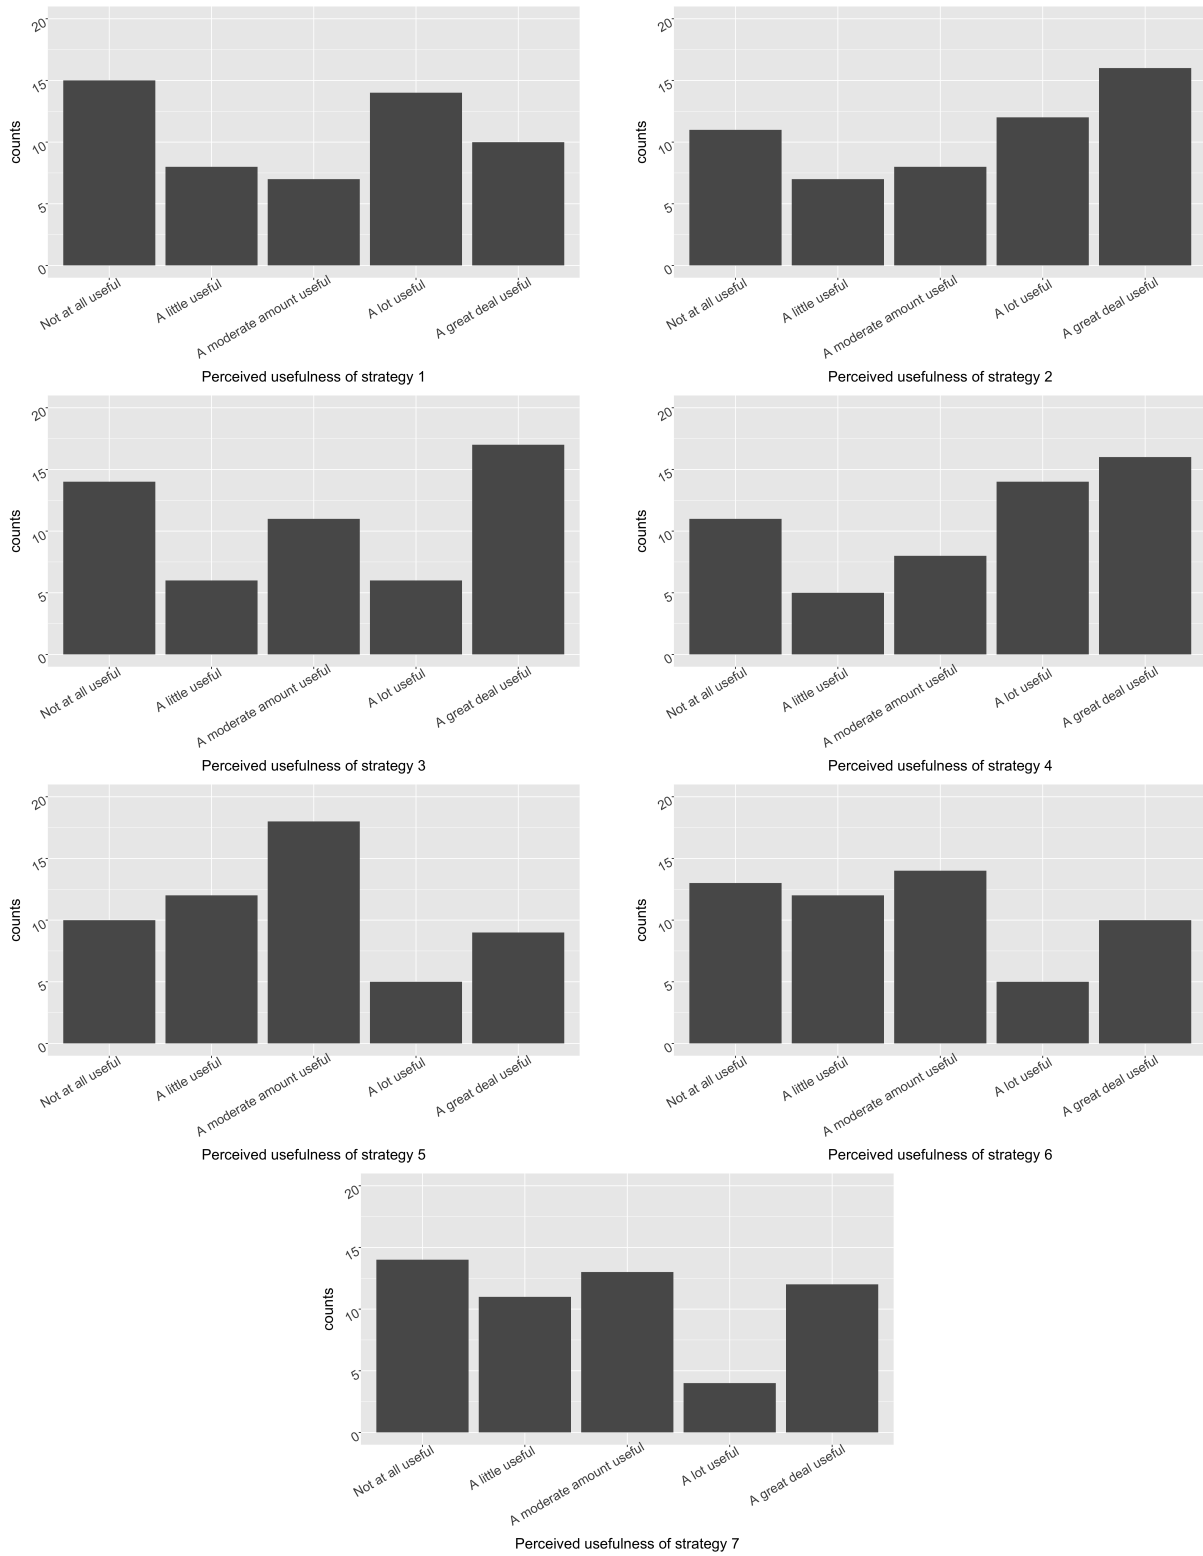 20
15
10
5
0
counts
Not at all useful
A little useful
A moderate amount useful
A lot useful
A great deal useful
Perceived usefulness of strategy 1
20
15
10
5
0
counts
Not at all useful
A little useful
A moderate amount useful
A lot useful
A great deal useful
Perceived usefulness of strategy 2
20
15
10
5
0
counts
Not at all useful
A little useful
A moderate amount useful
A lot useful
A great deal useful
Perceived usefulness of strategy 3
20
15
10
5
0
counts
Not at all useful
A little useful
A moderate amount useful
A lot useful
A great deal useful
Perceived usefulness of strategy 4
20
15
10
5
0
counts
Not at all useful
A little useful
A moderate amount useful
A lot useful
A great deal useful
Perceived usefulness of strategy 5
20
15
10
5
0
counts
Not at all useful
A little useful
A moderate amount useful
A lot useful
A great deal useful
Perceived usefulness of strategy 6
20
15
10
5
0
counts
Not at all useful
A little useful
A moderate amount useful
A lot useful
A great deal useful
Perceived usefulness of strategy 7